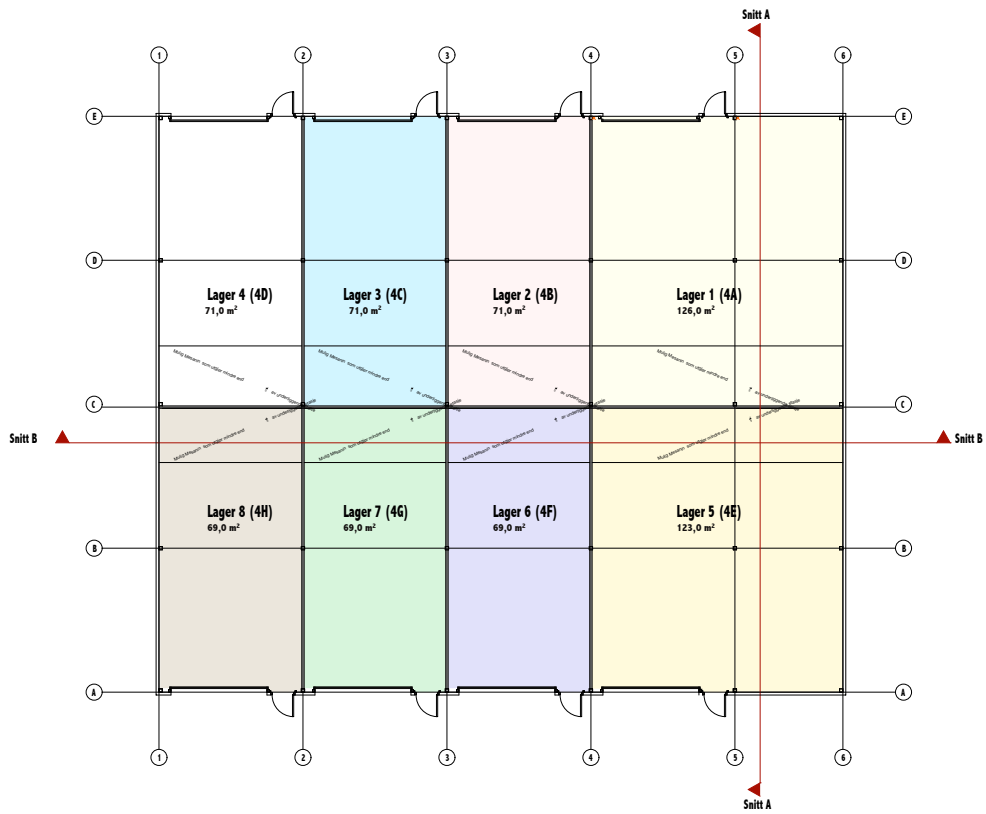 Snitt A
1 2 3 4 5 6
E E
D D
Lager 4 (4D)
71,0 m²
Lager 3 (4C)
71,0 m²
Lager 2 (4B)
71,0 m²
Lager 1 (4A)
126,0 m²
C C
Snitt B Snitt B
Lager 8 (4H)
69,0 m²
Lager 7 (4G)
69,0 m²
Lager 6 (4F)
69,0 m²
Lager 5 (4E)
123,0 m²
B B
A A
1 2 3 4 5 6
Snitt A